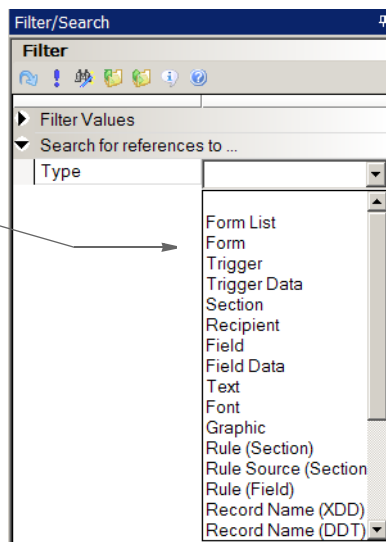 Filter/Search
Filter
Filter Values
Search for references to ...
Type
Form List
Form
Trigger
Trigger Data
Section
Recipient
Field
Field Data
Text
Font
Graphic
Rule (Section)
Rule Source (Section
Rule (Field)
Record Name (XDD)
Record Name (DDT)